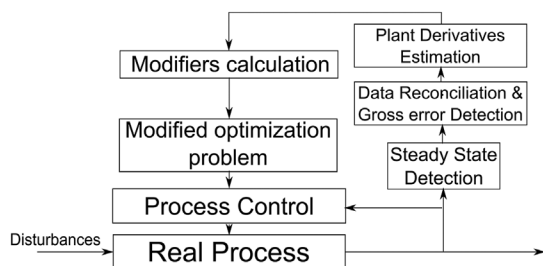 Plant Derivatives
Estimation
Modifiers calculation
Data Reconciliation &
Gross error Detection
Modified optimization
problem
Steady State
Detection
Process Control
Disturbances
Real Process